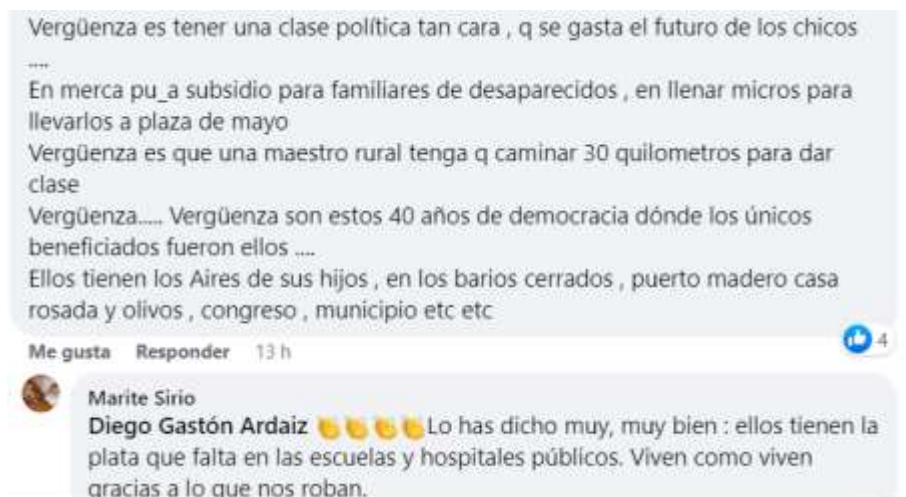 Vergüenza es tener una clase política tan cara , q se gasta el futuro de los chicos
....
En merca pu_a subsidio para familiares de desaparecidos , en llenar micros para
llevarlos a plaza de mayo
Vergüenza es que una maestro rural tenga q caminar 30 quilometros para dar
clase
Vergüenza..... Vergüenza son estos 40 años de democracia dónde los únicos
beneficiados fueron ellos ....
Ellos tienen los Aires de sus hijos , en los barios cerrados , puerto madero casa
rosada y olivos , congreso , municipio etc etc
Me gusta Responder 13 h 4
Marite Sirio
Diego Gastón Ardaiz 👏👏👏👏Lo has dicho muy, muy bien : ellos tienen la
plata que falta en las escuelas y hospitales públicos. Viven como viven
gracias a lo que nos roban.